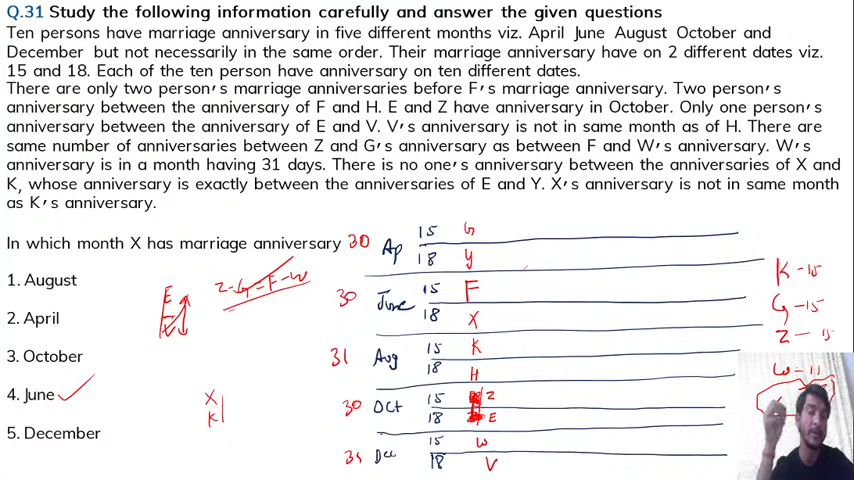 Q.31 Study the following information carefully and answer the given questions
Ten persons have marriage anniversary in five different months viz. April June August October and
December but not necessarily in the same order. Their marriage anniversary have on 2 different dates viz.
15 and 18. Each of the ten person have anniversary on ten different dates.
There are only two person's marriage anniversaries before F's marriage anniversary. Two person's
anniversary between the anniversary of F and H. E and Z have anniversary in October. Only one person's
anniversary between the anniversary of E and V. V's anniversary is not in same month as of H. There are
same number of anniversaries between Z and G's anniversary as between F and W's anniversary. W's
anniversary is in a month having 31 days. There is no one's anniversary between the anniversaries of X and
K, whose anniversary is exactly between the anniversaries of E and Y. X's anniversary is not in same month
as K's anniversary.
In which month X has marriage anniversary
1. August
2. April
3. October
4. June
5. December
E
V
Z-G=F-W
X
K
30 Ap 15 G
18 Y
30 June 15 F
18 X
31 Aug 15 K
18 H
30 Oct 15 Z
18 E
Dec 15 W
18 V
K-15
G-15
Z-15